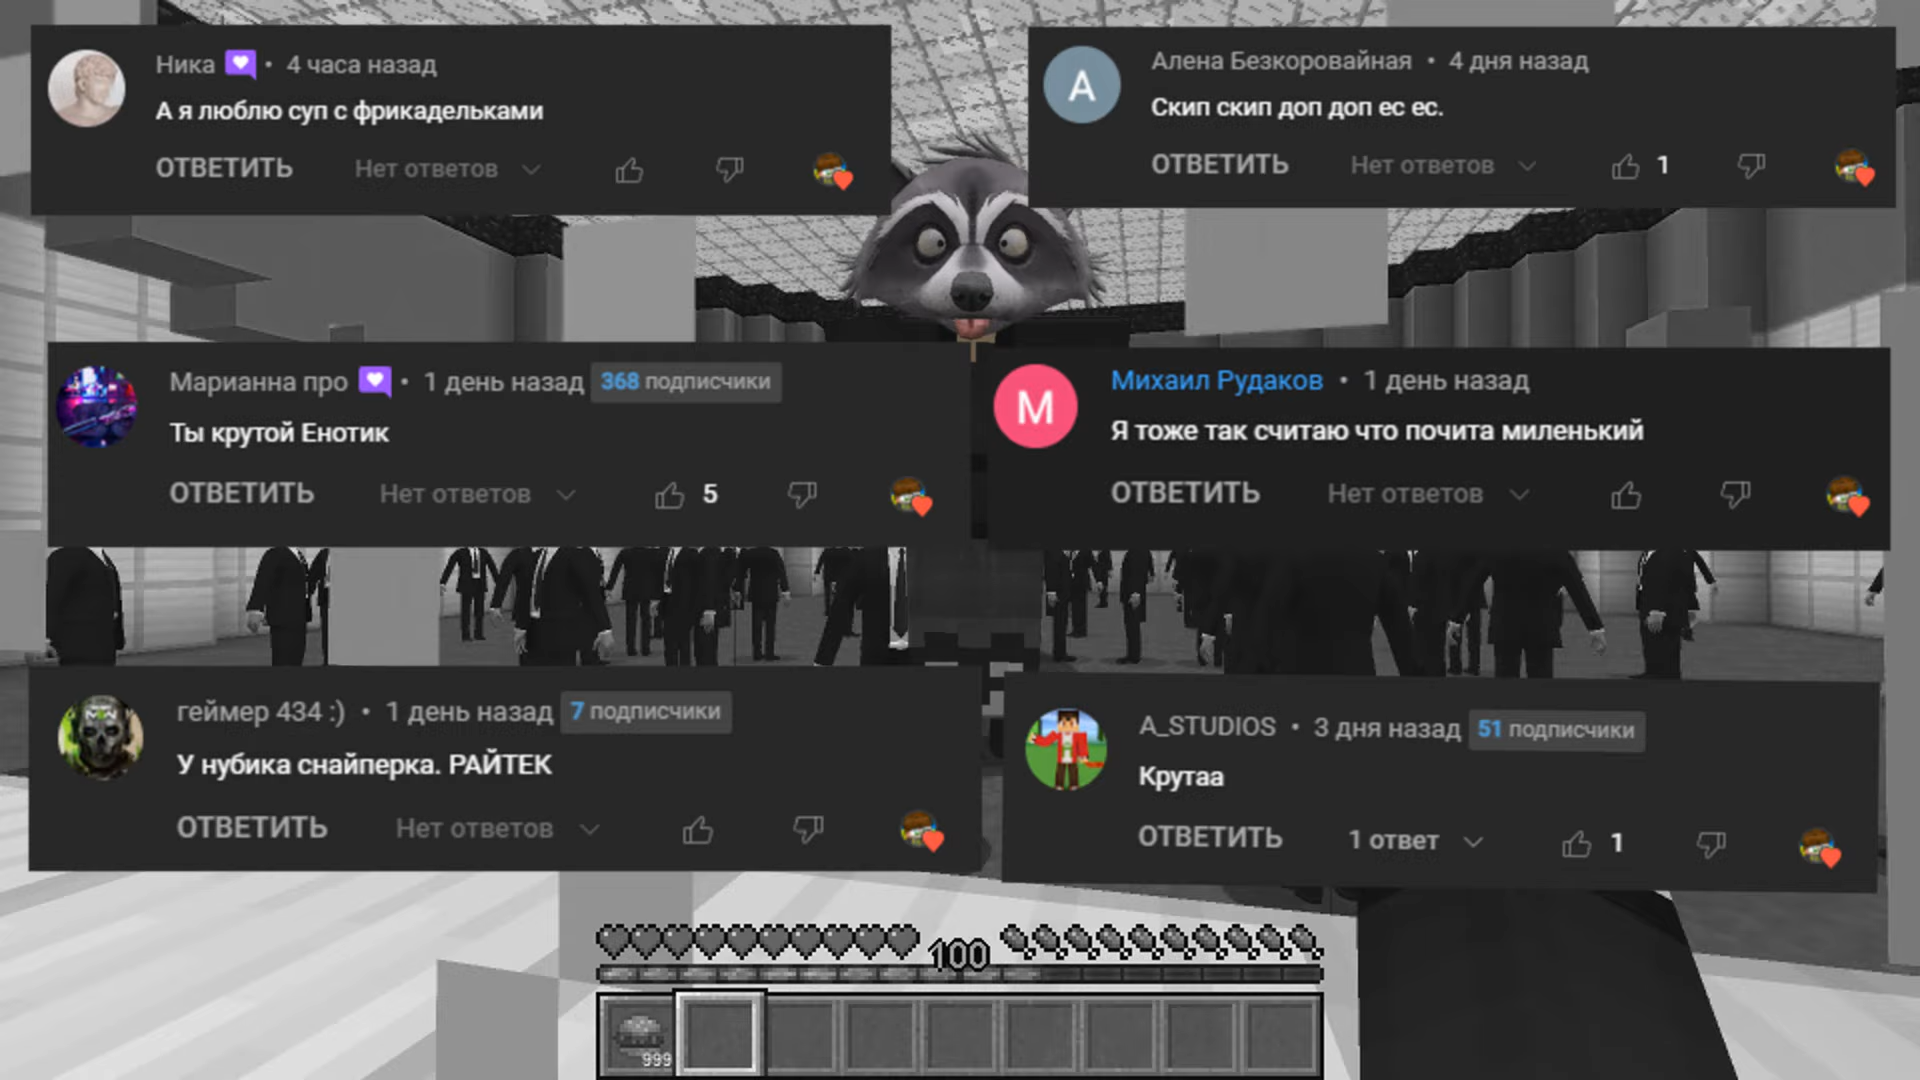 Ника • 4 часа назад
А я люблю суп с фрикадельками
ОТВЕТИТЬ Нет ответов
A
Алена Безкоровайная • 4 дня назад
Скип скип доп доп ес ес.
ОТВЕТИТЬ Нет ответов 1
Марианна про • 1 день назад 368 подписчики
Ты крутой Енотик
ОТВЕТИТЬ Нет ответов 5
М
Михаил Рудаков • 1 день назад
Я тоже так считаю что почита миленький
ОТВЕТИТЬ Нет ответов
геймер 434 :) • 1 день назад 7 подписчики
У нубика снайперка. РАЙТЕК
ОТВЕТИТЬ Нет ответов
A_STUDIOS • 3 дня назад 51 подписчики
Крутаа
ОТВЕТИТЬ 1 ответ 1
100
999